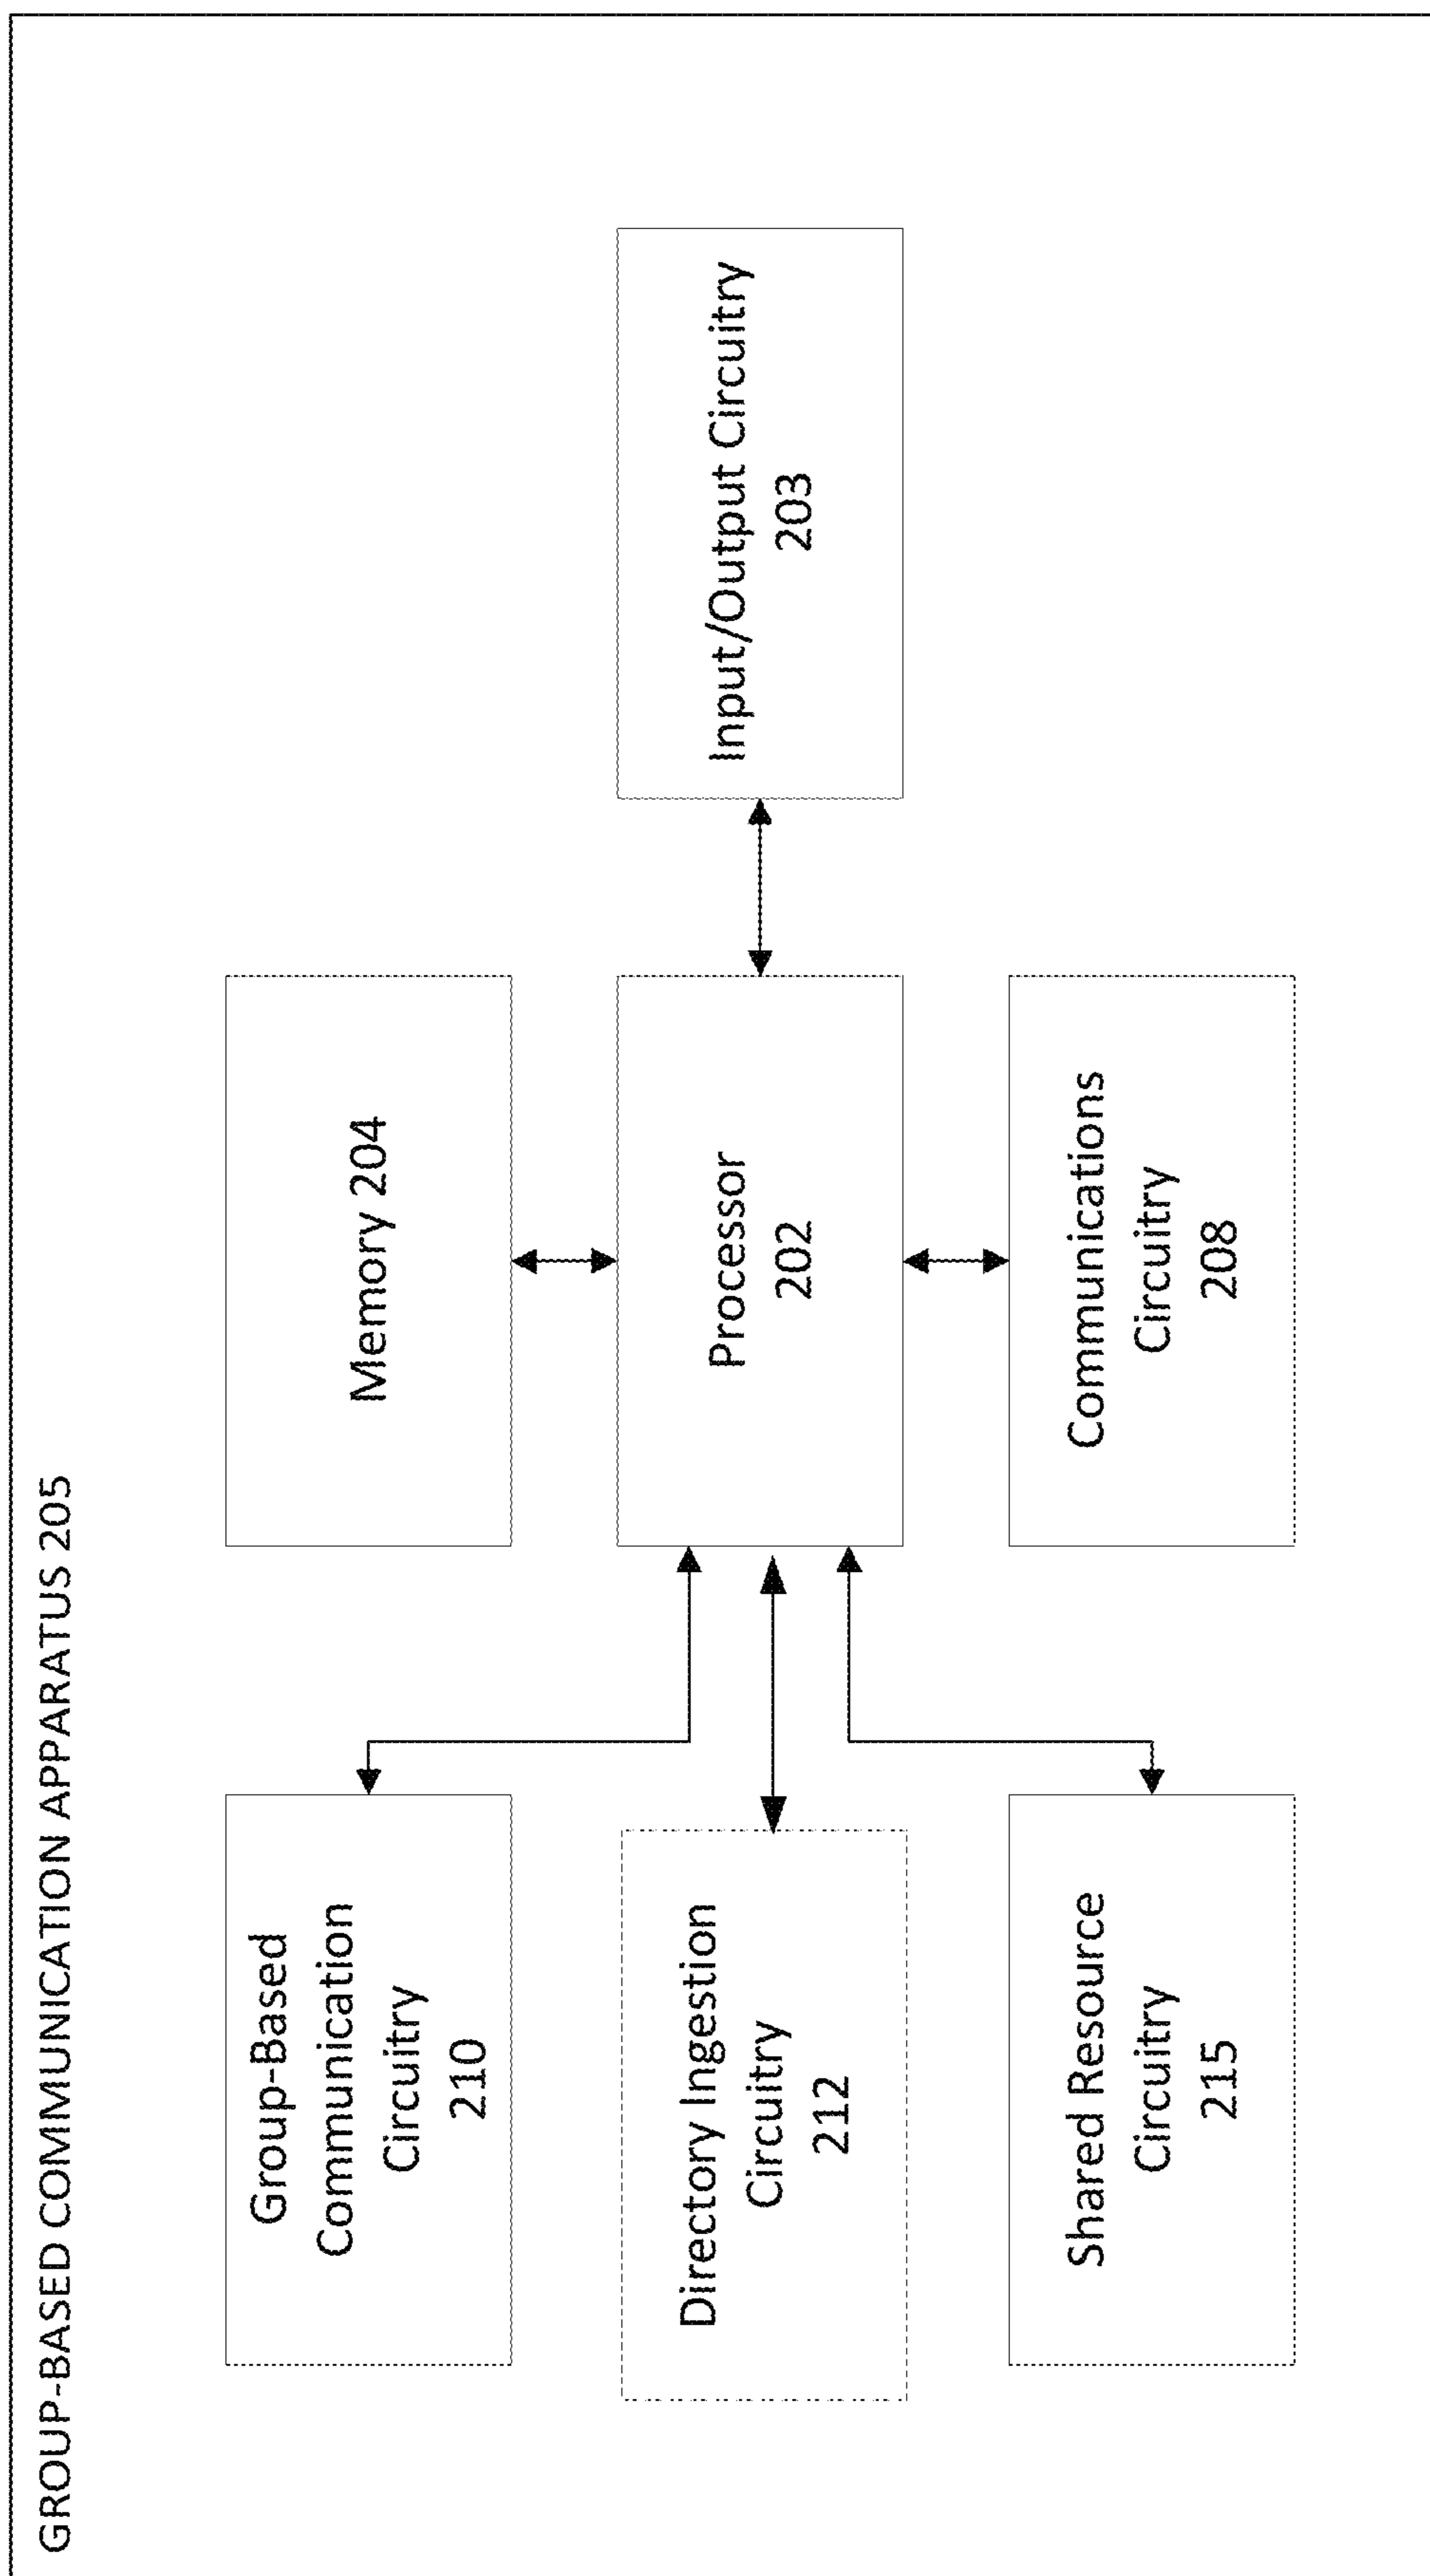 GROUP-BASED COMMUNICATION APPARATUS 205
Group-Based
Communication
Circuitry
210
Memory 204
Directory Ingestion
Circuitry
212
Processor
202
Input/Output Circuitry
203
Shared Resource
Circuitry
215
Communications
Circuitry
208